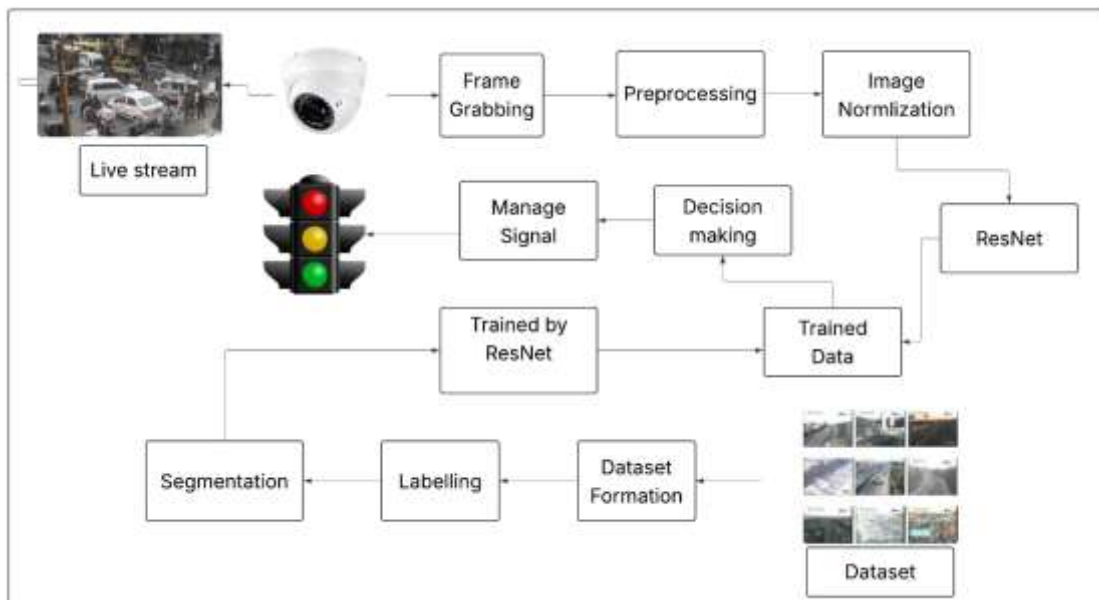 Live stream
Frame
Grabbing
Preprocessing
Image
Normlization
Manage
Signal
Decision
making
ResNet
Trained by
ResNet
Trained
Data
Segmentation
Labelling
Dataset
Formation
Dataset